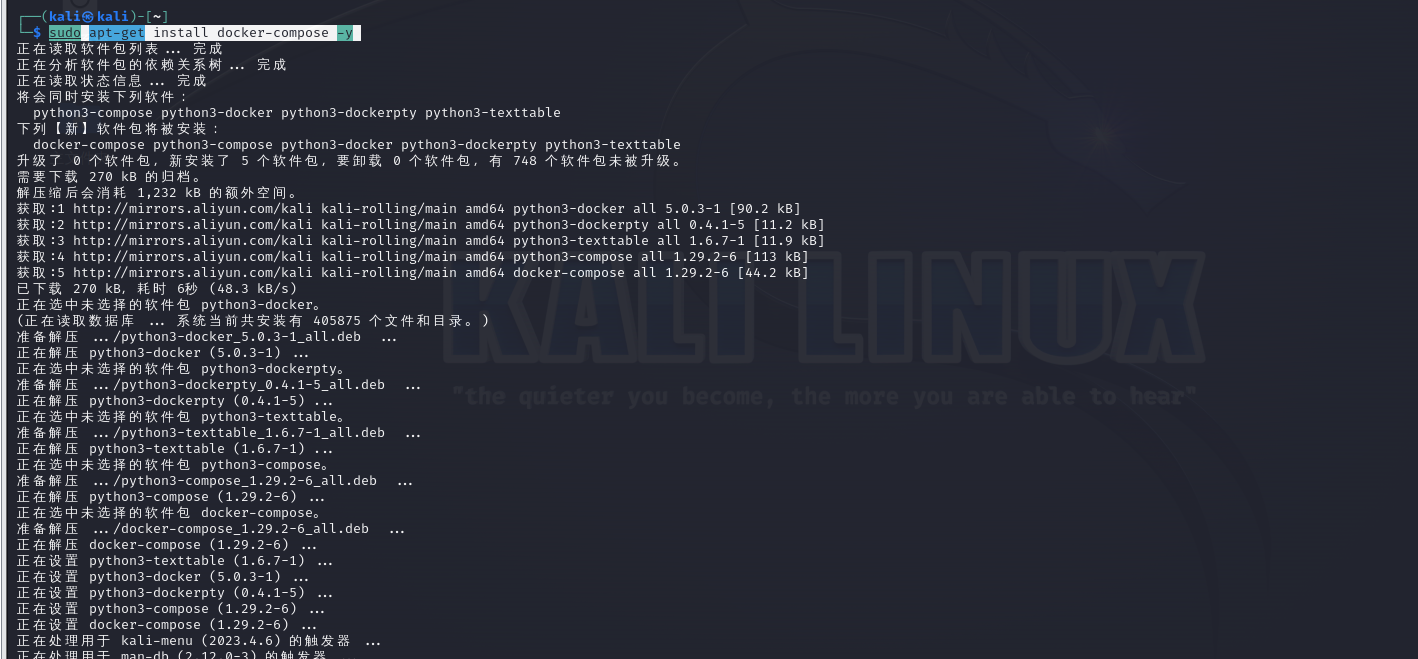 ┌──(kali㉿kali)-[~]
└─$ sudo apt-get install docker-compose -y
正在读取软件包列表... 完成
正在分析软件包的依赖关系树... 完成
正在读取状态信息... 完成
将会同时安装下列软件：
  python3-compose python3-docker python3-dockerpty python3-texttable
下列【新】软件包将被安装：
  docker-compose python3-compose python3-docker python3-dockerpty python3-texttable
升级了 0 个软件包，新安装了 5 个软件包，要卸载 0 个软件包，有 748 个软件包未被升级。
需要下载 270 kB 的归档。
解压缩后会消耗 1,232 kB 的额外空间。
获取:1 http://mirrors.aliyun.com/kali kali-rolling/main amd64 python3-docker all 5.0.3-1 [90.2 kB]
获取:2 http://mirrors.aliyun.com/kali kali-rolling/main amd64 python3-dockerpty all 0.4.1-5 [11.2 kB]
获取:3 http://mirrors.aliyun.com/kali kali-rolling/main amd64 python3-texttable all 1.6.7-1 [11.9 kB]
获取:4 http://mirrors.aliyun.com/kali kali-rolling/main amd64 python3-compose all 1.29.2-6 [113 kB]
获取:5 http://mirrors.aliyun.com/kali kali-rolling/main amd64 docker-compose all 1.29.2-6 [44.2 kB]
已下载 270 kB，耗时 6秒 (48.3 kB/s)
正在选中未选择的软件包 python3-docker。
(正在读取数据库 ... 系统当前共安装有 405875 个文件和目录。)
准备解压 .../python3-docker_5.0.3-1_all.deb  ...
正在解压 python3-docker (5.0.3-1) ...
正在选中未选择的软件包 python3-dockerpty。
准备解压 .../python3-dockerpty_0.4.1-5_all.deb  ...
正在解压 python3-dockerpty (0.4.1-5) ...
正在选中未选择的软件包 python3-texttable。
准备解压 .../python3-texttable_1.6.7-1_all.deb  ...
正在解压 python3-texttable (1.6.7-1) ...
正在选中未选择的软件包 python3-compose。
准备解压 .../python3-compose_1.29.2-6_all.deb  ...
正在解压 python3-compose (1.29.2-6) ...
正在选中未选择的软件包 docker-compose。
准备解压 .../docker-compose_1.29.2-6_all.deb  ...
正在解压 docker-compose (1.29.2-6) ...
正在设置 python3-texttable (1.6.7-1) ...
正在设置 python3-docker (5.0.3-1) ...
正在设置 python3-dockerpty (0.4.1-5) ...
正在设置 python3-compose (1.29.2-6) ...
正在设置 docker-compose (1.29.2-6) ...
正在处理用于 kali-menu (2023.4.6) 的触发器 ...
正在处理用于 man-db (2.12.0-3) 的触发器 ...
KALI LINUX
"the quieter you become, the more you are able to hear"